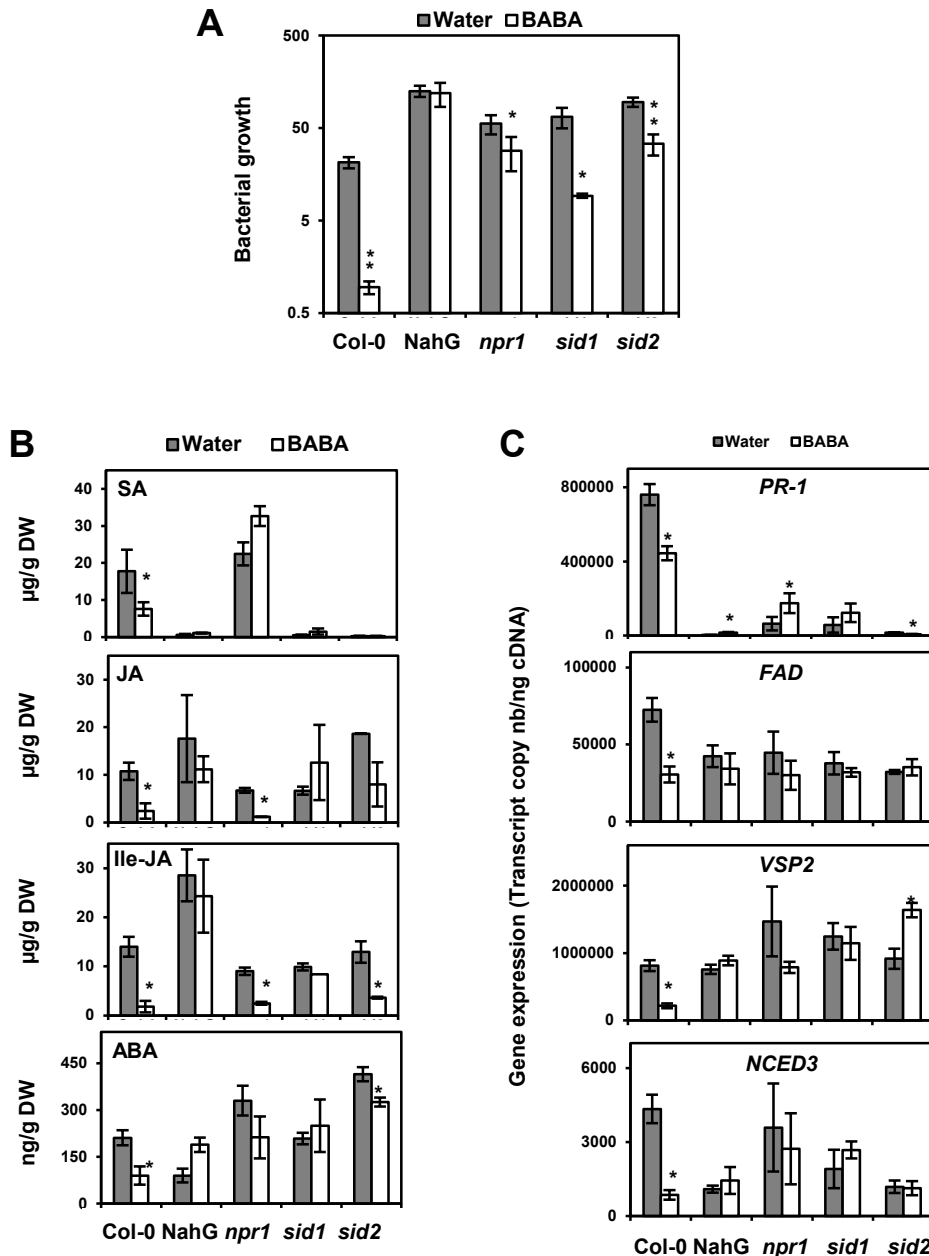 A
Water BABA
Bacterial growth
500
50
5
0.5
** * * **
Col-0 NahG npr1 sid1 sid2
B
Water BABA
SA
µg/g DW
40
30
20
10
0
*
JA
µg/g DW
30
20
10
0
* *
Ile-JA
µg/g DW
30
20
10
0
* * *
ABA
ng/g DW
450
300
150
0
* *
Col-0 NahG npr1 sid1 sid2
C
Water BABA
Gene expression (Transcript copy nb/ng cDNA)
PR-1
800000
400000
0
* * * *
FAD
100000
50000
0
*
VSP2
2000000
1000000
0
* *
NCED3
6000
3000
0
*
Col-0 NahG npr1 sid1 sid2